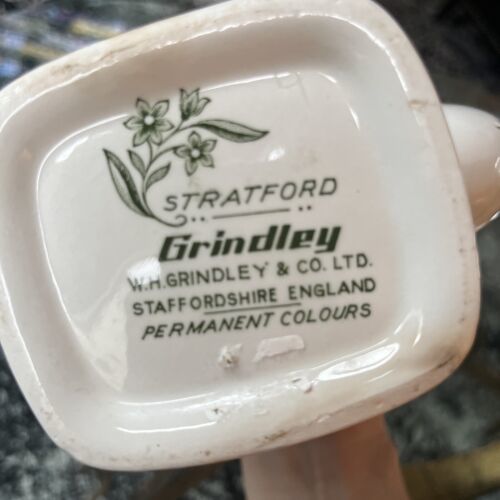 STRATFORD
Grindley
W.H.GRINDLEY & CO. LTD.
STAFFORDSHIRE ENGLAND
PERMANENT COLOURS